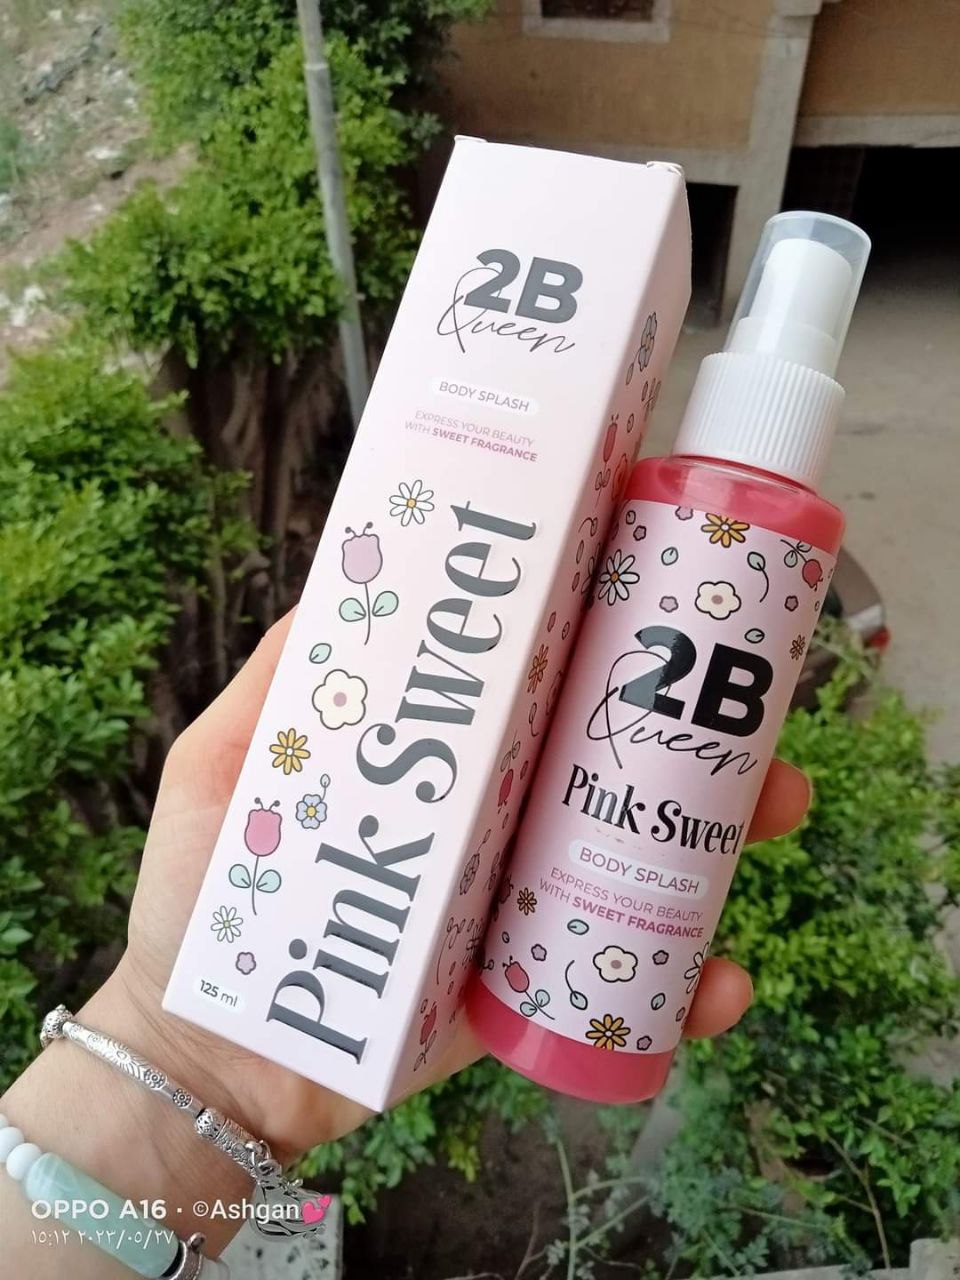 2B
Queen
BODY SPLASH
EXPRESS YOUR BEAUTY
WITH SWEET FRAGRANCE
Pink Sweet
125 ml
2B
Queen
Pink Sweet
BODY SPLASH
EXPRESS YOUR BEAUTY
WITH SWEET FRAGRANCE
OPPO A16 · ©Ashgan💕
٢٠٢٣/٠٥/٢٧ ١٥:١٢